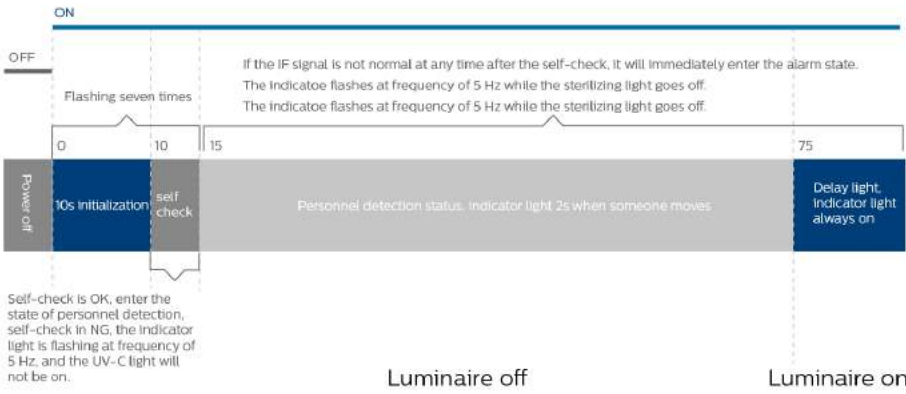 ON
OFF
If the IF signal is not normal at any time after the self-check, it will immediately enter the alarm state.
The indicatoe flashes at frequency of 5 Hz while the sterilizing light goes off.
The indicatoe flashes at frequency of 5 Hz while the sterilizing light goes off.
Flashing seven times
0
10
15
75
Power off
10s initialization
self
check
Personnel detection status, indicator light 2s when someone moves
Delay light,
indicator light
always on
Self-check is OK, enter the
state of personnel detection,
self-check in NG, the indicator
light is flashing at frequency of
5 Hz, and the UV-C light will
not be on.
Luminaire off
Luminaire on